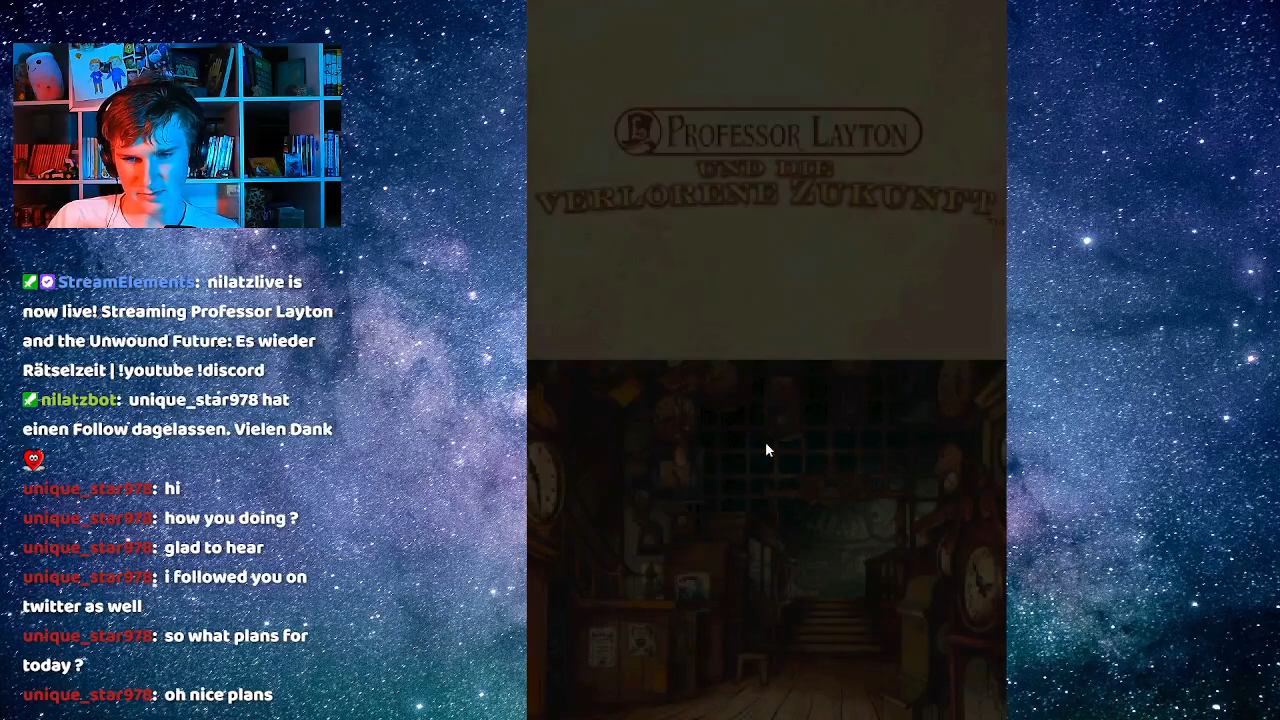 PROFESSOR LAYTON
UND DIE
VERLORENE ZUKUNFT
StreamElements: nilatzlive is
now live! Streaming Professor Layton
and the Unwound Future: Es wieder
Rätselzeit | !youtube !discord
nilatzbot: unique_star978 hat
einen Follow dagelassen. Vielen Dank
unique_star978: hi
unique_star978: how you doing ?
unique_star978: glad to hear
unique_star978: i followed you on
twitter as well
unique_star978: so what plans for
today ?
unique_star978: oh nice plans